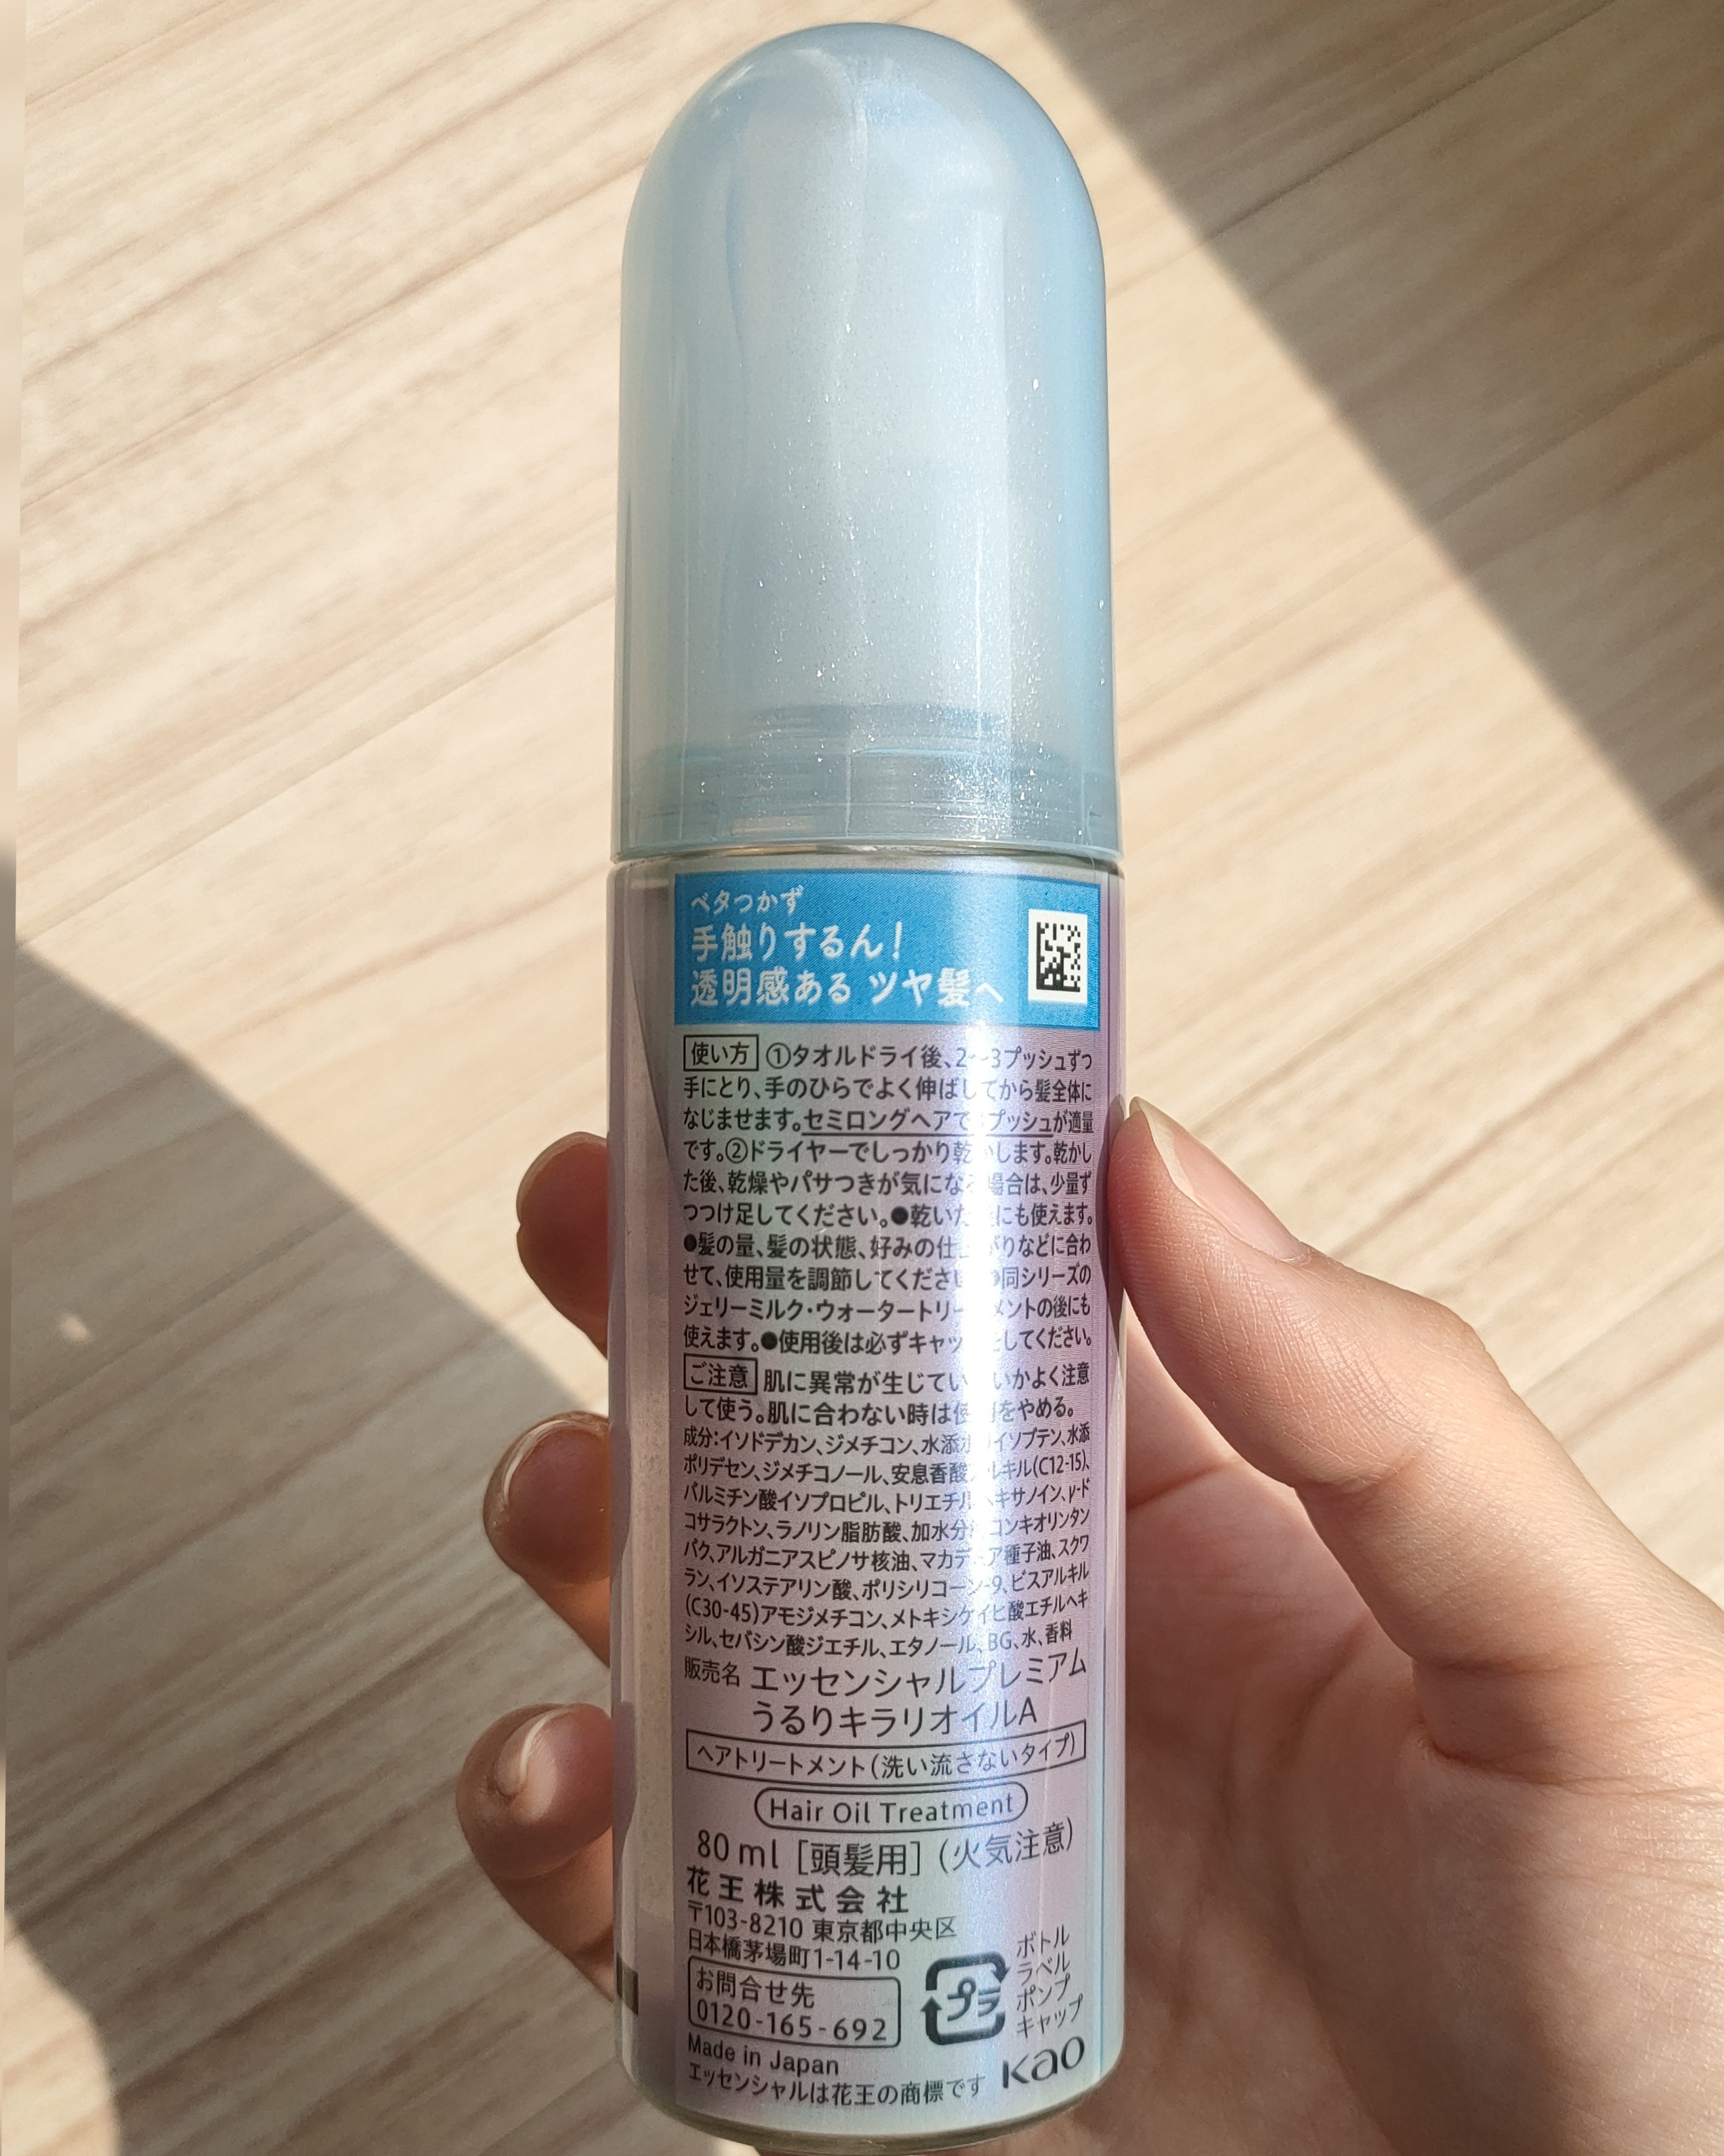 ベタつかず
手触りするん!
透明感ある ツヤ髪へ
使い方 ①タオルドライ後、2〜3プッシュずつ
手にとり、手のひらでよく伸ばしてから髪全体に
なじませます。セミロングヘアで プッシュが適量
です。②ドライヤーでしっかり乾かします。乾かし
た後、乾燥やパサつきが気になる場合は、少量ず
つつけ足してください。●乾いた にも使えます。
●髪の量、髪の状態、好みの仕上がりなどに合わ
せて、使用量を調節してください。●同シリーズの
ジェリーミルク・ウォータートリートメントの後にも
使えます。●使用後は必ずキャップをしてください。
ご注意 肌に異常が生じていないかよく注意
して使う。肌に合わない時は使用をやめる。
成分:イソドデカン、ジメチコン、水添ポリイソブテン、水添
ポリデセン、ジメチコノール、安息香酸アルキル(C12-15)、
パルミチン酸イソプロピル、トリエチルヘキサノイン、γ-ド
コサラクトン、ラノリン脂肪酸、加水分解コンキオリンタン
パク、アルガニアスピノサ核油、マカデミア種子油、スクワ
ラン、イソステアリン酸、ポリシリコーン-9、ビスアルキル
(C30-45)アモジメチコン、メトキシケイヒ酸エチルヘキ
シル、セバシン酸ジエチル、エタノール、BG、水、香料
販売名 エッセンシャルプレミアム
うるりキラリオイルA
ヘアトリートメント(洗い流さないタイプ)
Hair Oil Treatment
80 ml [頭髪用] (火気注意)
花王株式会社
〒103-8210 東京都中央区
日本橋茅場町1-14-10
お問合せ先
0120-165-692
プラ
ボトル
ラベル
ポンプ
キャップ
Made in Japan
エッセンシャルは花王の商標です
Kao